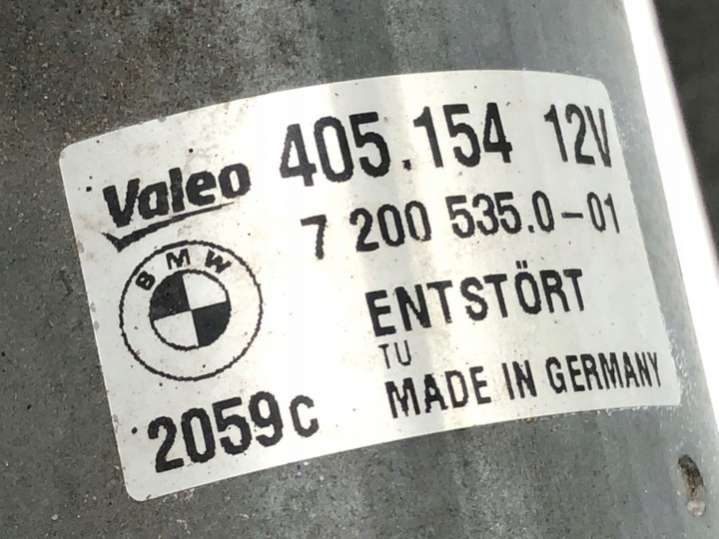 Valeo 405.154 12V
7 200 535.0-01
BMW
ENTSTÖRT
TU
2059c MADE IN GERMANY